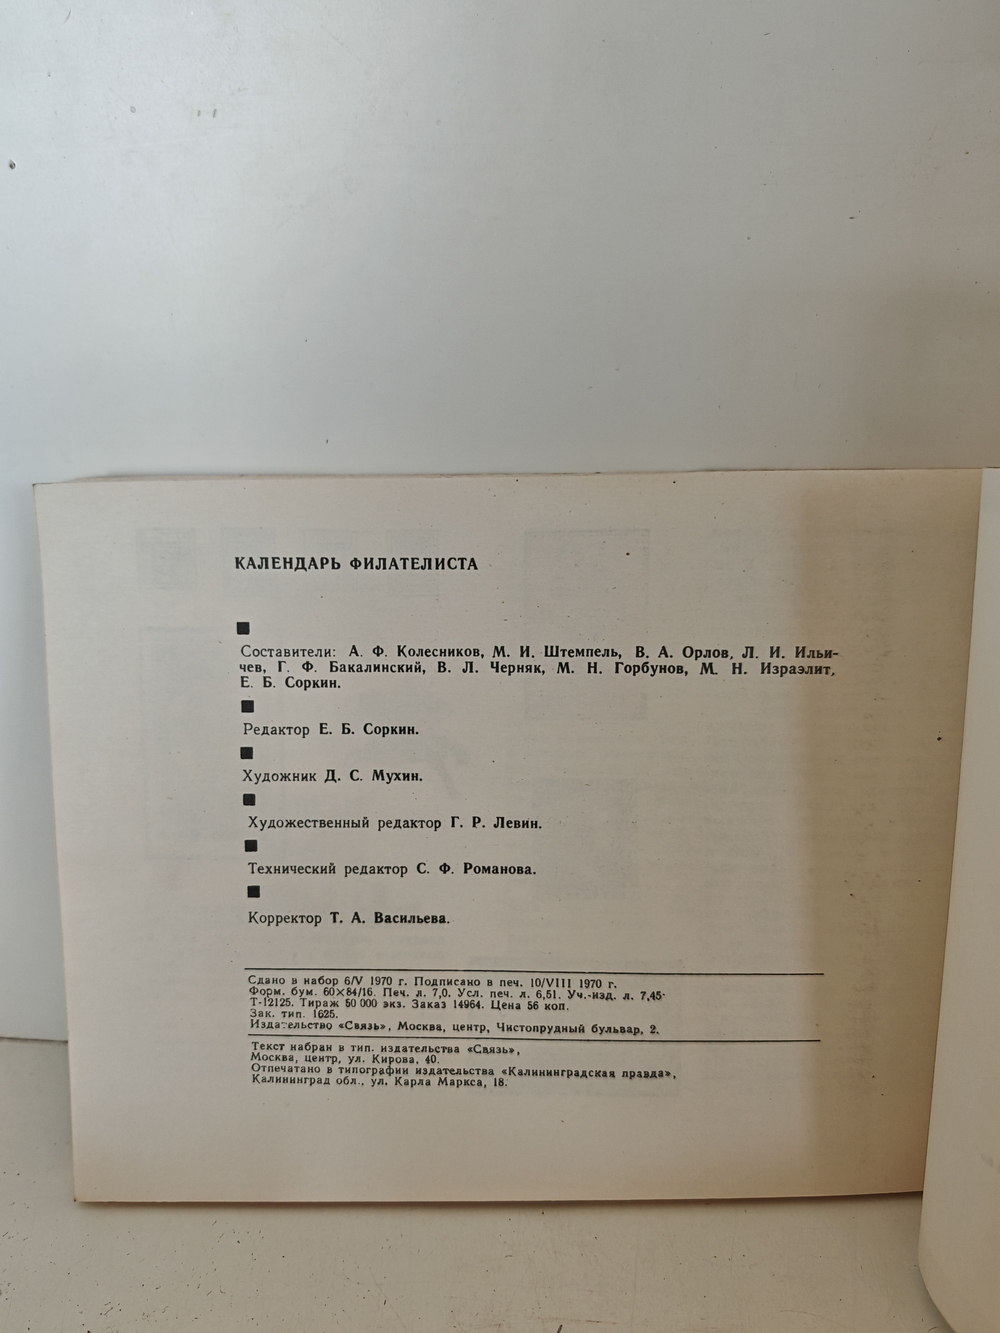 КАЛЕНДАРЬ ФИЛАТЕЛИСТА
Составители: А. Ф. Колесников, М. И. Штемпель, В. А. Орлов, Л. И. Ильи-
чев, Г. Ф. Бакалинский, В. Л. Черняк, М. Н. Горбунов, М. Н. Израэлит,
Е. Б. Соркин.
Редактор Е. Б. Соркин.
Художник Д. С. Мухин.
Художественный редактор Г. Р. Левин.
Технический редактор С. Ф. Романова.
Корректор Т. А. Васильева.
Сдано в набор 6/V 1970 г. Подписано в печ. 10/VIII 1970 г.
Форм. бум. 60×84/16. Печ. л. 7,0. Усл. печ. л. 6,51. Уч.-изд. л. 7,45.
Т-12125. Тираж 50 000 экз. Заказ 14964. Цена 56 коп.
Зак. тип. 1625.
Издательство «Связь», Москва, центр, Чистопрудный бульвар, 2.
Текст набран в тип. издательства «Связь»,
Москва, центр, ул. Кирова, 40.
Отпечатано в типографии издательства «Калининградская правда»,
Калининград обл., ул. Карла Маркса, 18.